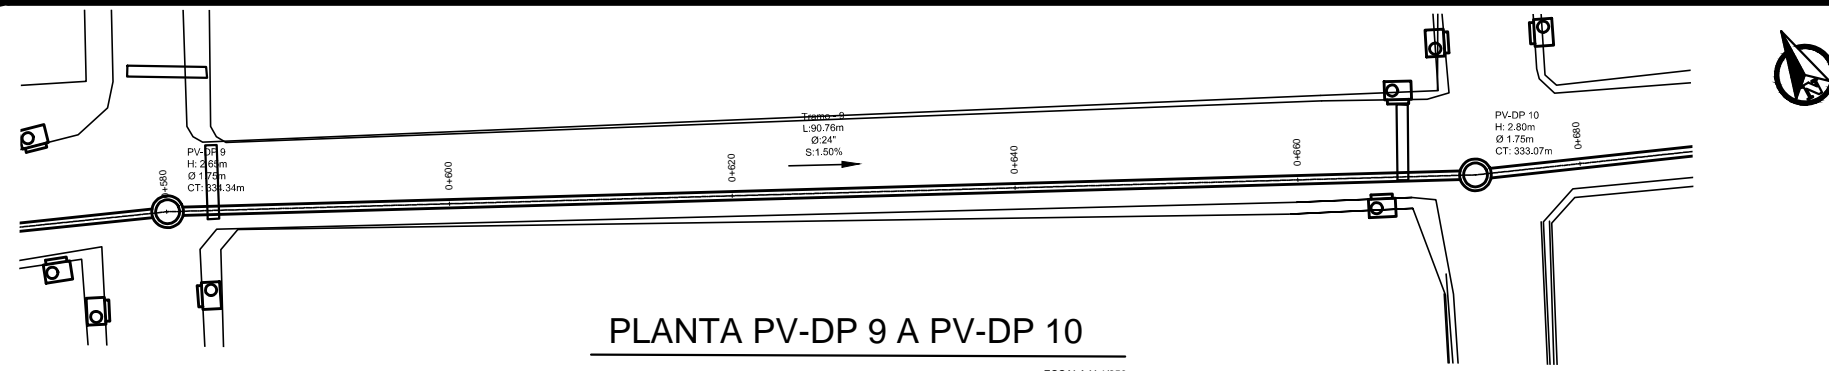 PV-DP 9
H: 2.65m
Ø 1.75m
CT: 334.34m
0+580
0+600
0+620
Tramo - 9
L:90.76m
Ø:24"
S:1.50%
0+640
0+660
PV-DP 10
H: 2.80m
Ø 1.75m
CT: 333.07m
0+680
N
PLANTA PV-DP 9 A PV-DP 10